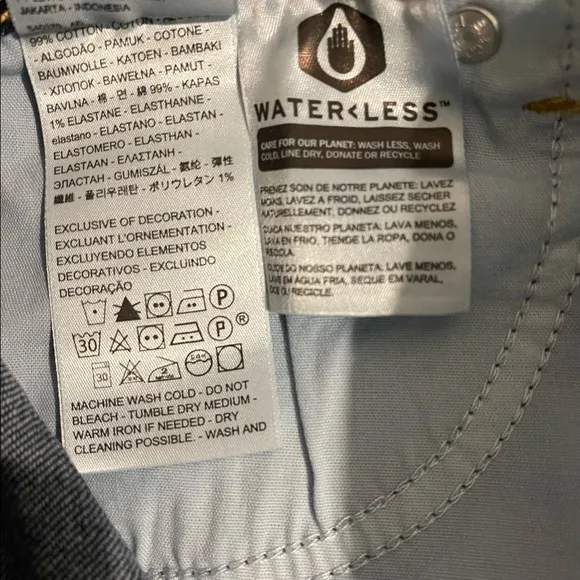 JAKARTA - INDONESIA
99% COTTON - COTON - AL
- ALGODÃO - PAMUK - COTONE -
BAUMWOLLE - KATOEN - BAMBAKI
- ХЛОПОК - BAWEŁNA - PAMUT -
BAVLNA - 棉 - 면 - 綿 99% - KAPAS
1% ELASTANE - ELASTHANNE -
elastano - ELASTANO - ELASTAN -
ELASTOMERO - ELASTHAN -
ELASTAAN - ΕΛΑΣΤΑΝΗ -
ЭЛАСТАН - GUMISZÁL - 氨纶 - 彈性
纖維 - 폴리우레탄 - ポリウレタン 1%
EXCLUSIVE OF DECORATION -
EXCLUANT L'ORNEMENTATION -
EXCLUYENDO ELEMENTOS
DECORATIVOS - EXCLUINDO
DECORAÇÃO
P
30 P ®
30 2
MACHINE WASH COLD - DO NOT
BLEACH - TUMBLE DRY MEDIUM -
WARM IRON IF NEEDED - DRY
CLEANING POSSIBLE. - WASH AND
WATER<LESS™
CARE FOR OUR PLANET: WASH LESS, WASH
COLD, LINE DRY, DONATE OR RECYCLE.
PRENEZ SOIN DE NOTRE PLANETE: LAVEZ
MOINS, LAVEZ A FROID, LAISSEZ SECHER
NATURELLEMENT, DONNEZ OU RECYCLEZ
CUIDA NUESTRO PLANETA: LAVA MENOS,
LAVA EN FRIO, TIENDE LA ROPA, DONA O
RECICLA.
CUIDE DO NOSSO PLANETA: LAVE MENOS,
LAVE EM ÁGUA FRIA, SEQUE EM VARAL,
DOE OU RECICLE.